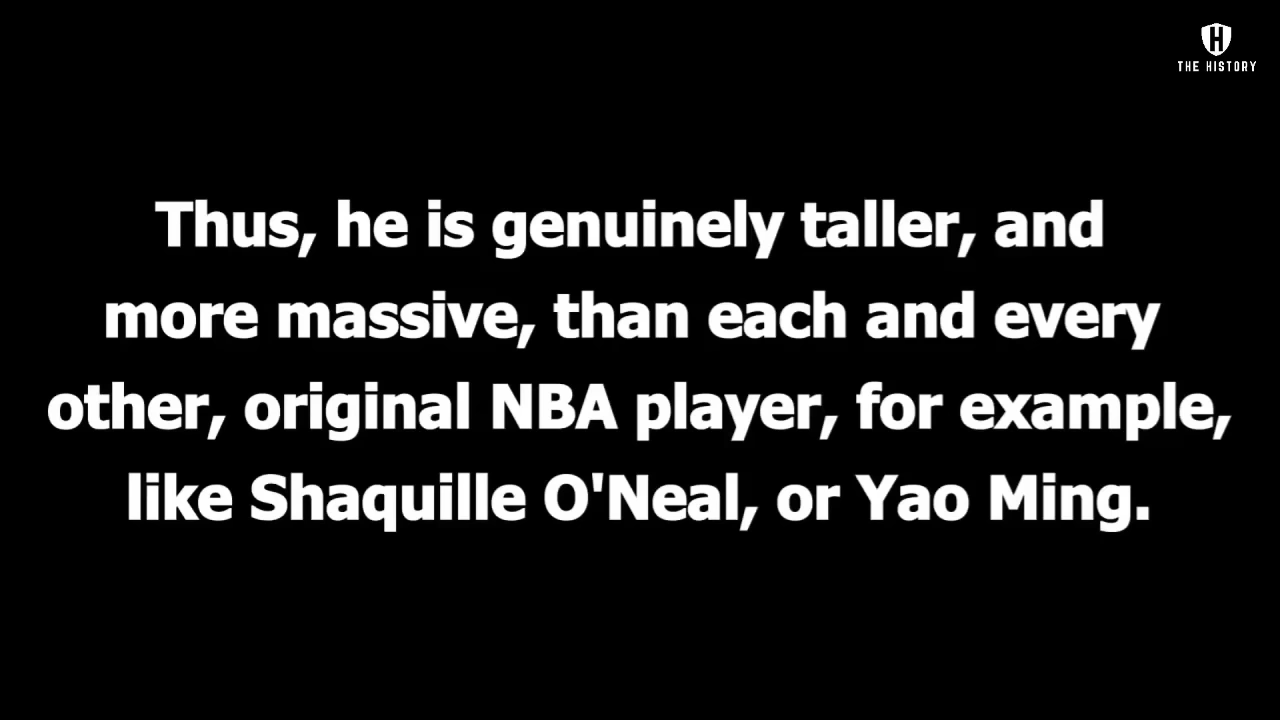 THE HISTORY
Thus, he is genuinely taller, and
more massive, than each and every
other, original NBA player, for example,
like Shaquille O'Neal, or Yao Ming.